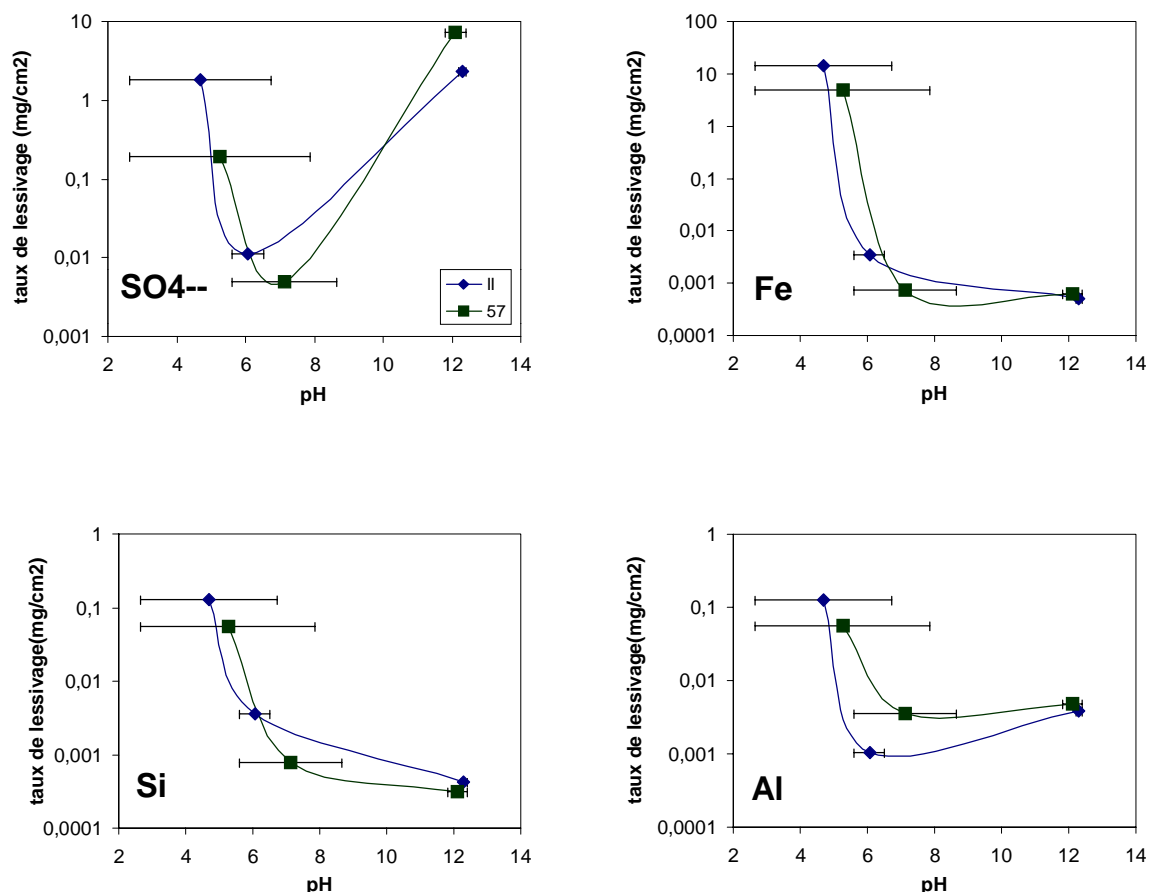 taux de lessivage (mg/cm2)
10
1
0,1
0,01
0,001
SO4--
II
57
2 4 6 8 10 12 14
pH
taux de lessivage (mg/cm2)
100
10
1
0,1
0,01
0,001
0,0001
Fe
2 4 6 8 10 12 14
pH
taux de lessivage(mg/cm2)
1
0,1
0,01
0,001
0,0001
Si
2 4 6 8 10 12 14
pH
taux de lessivage(mg/cm2)
1
0,1
0,01
0,001
0,0001
Al
2 4 6 8 10 12 14
pH